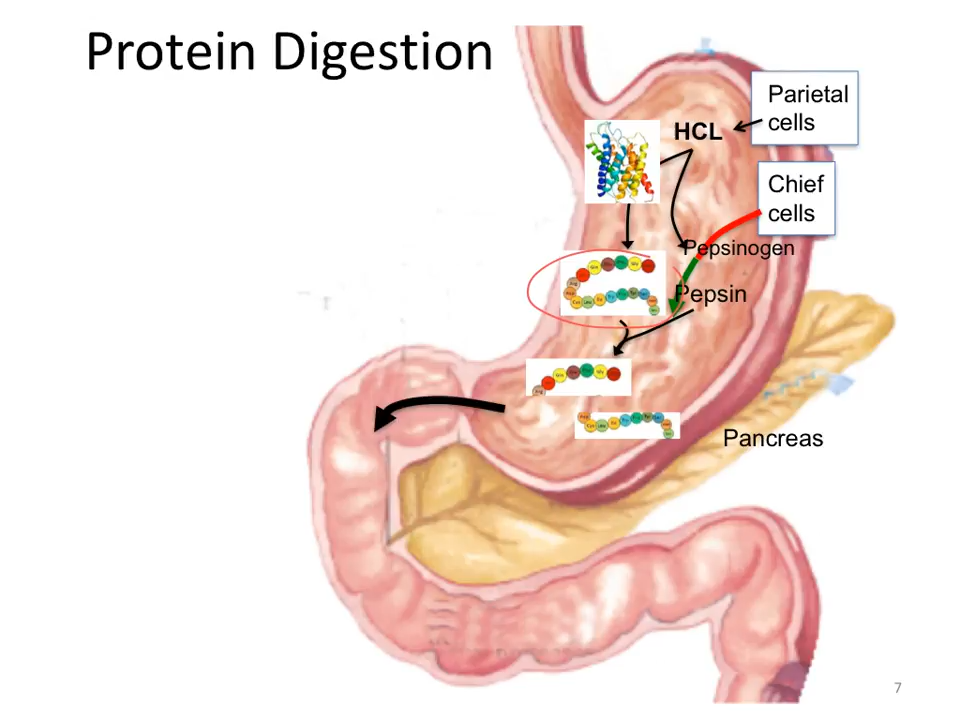 Protein Digestion
Parietal
cells
HCL
Chief
cells
Pepsinogen
Pepsin
Pancreas
7